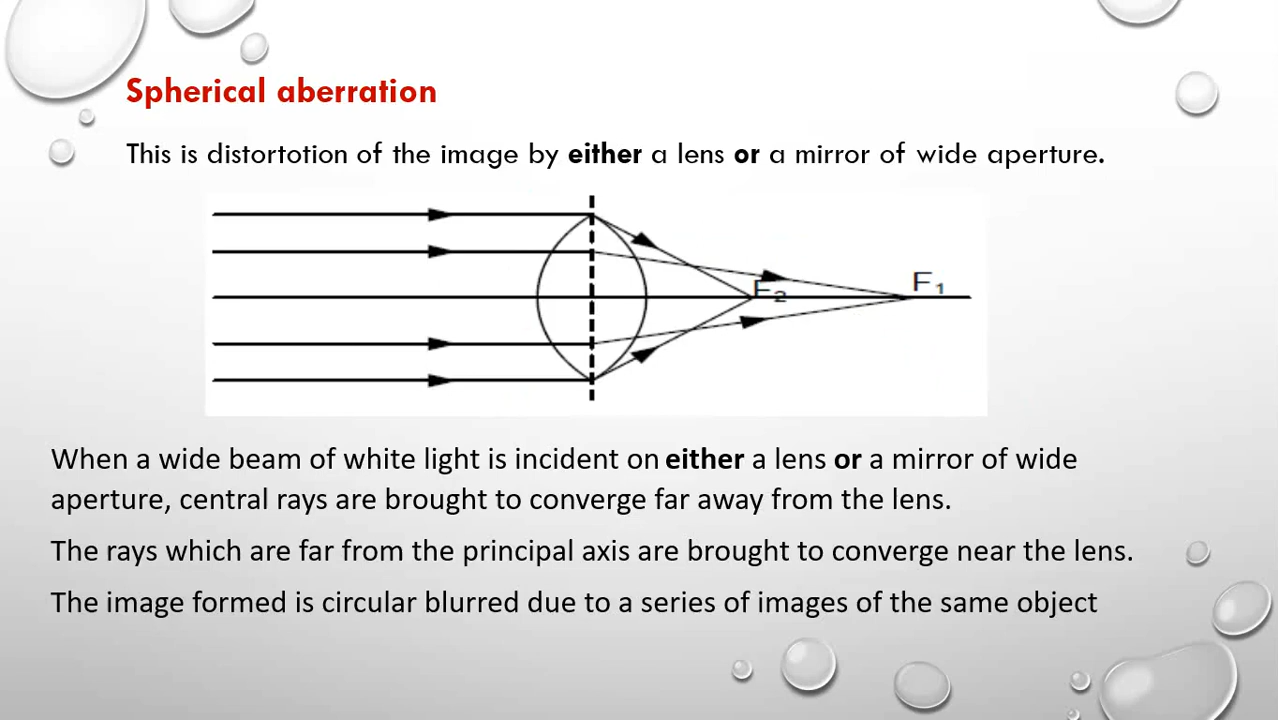 Spherical aberration
This is distortotion of the image by either a lens or a mirror of wide aperture.
F₂
F₁
When a wide beam of white light is incident on either a lens or a mirror of wide
aperture, central rays are brought to converge far away from the lens.
The rays which are far from the principal axis are brought to converge near the lens.
The image formed is circular blurred due to a series of images of the same object